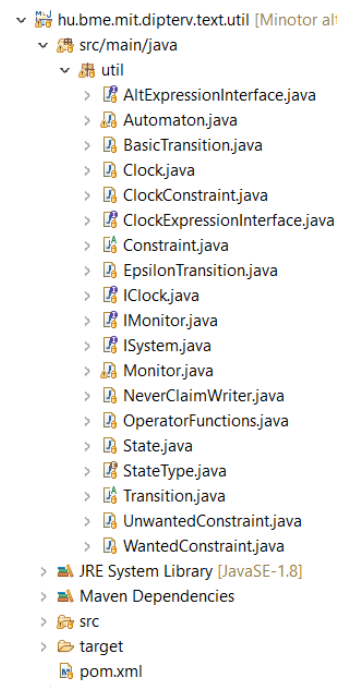 hu.bme.mit.dipterv.text.util [Minotor alt
src/main/java
util
AltExpressionInterface.java
Automaton.java
BasicTransition.java
Clock.java
ClockConstraint.java
ClockExpressionInterface.java
Constraint.java
EpsilonTransition.java
IClock.java
IMonitor.java
ISystem.java
Monitor.java
NeverClaimWriter.java
OperatorFunctions.java
State.java
StateType.java
Transition.java
UnwantedConstraint.java
WantedConstraint.java
JRE System Library [JavaSE-1.8]
Maven Dependencies
src
target
pom.xml